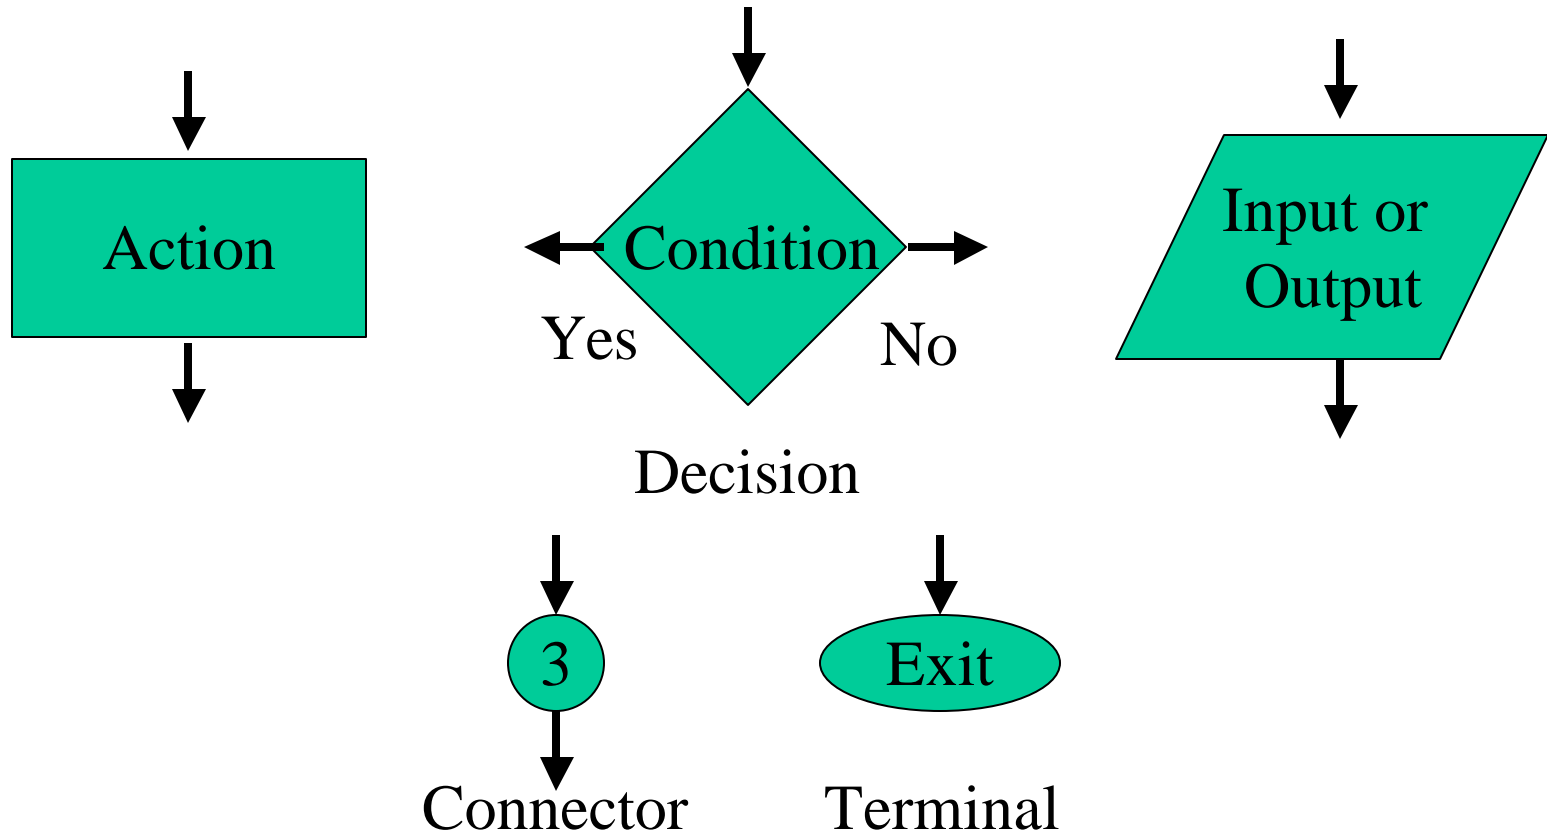 Action
Condition
Yes
No
Decision
Input or
Output
3
Connector
Exit
Terminal